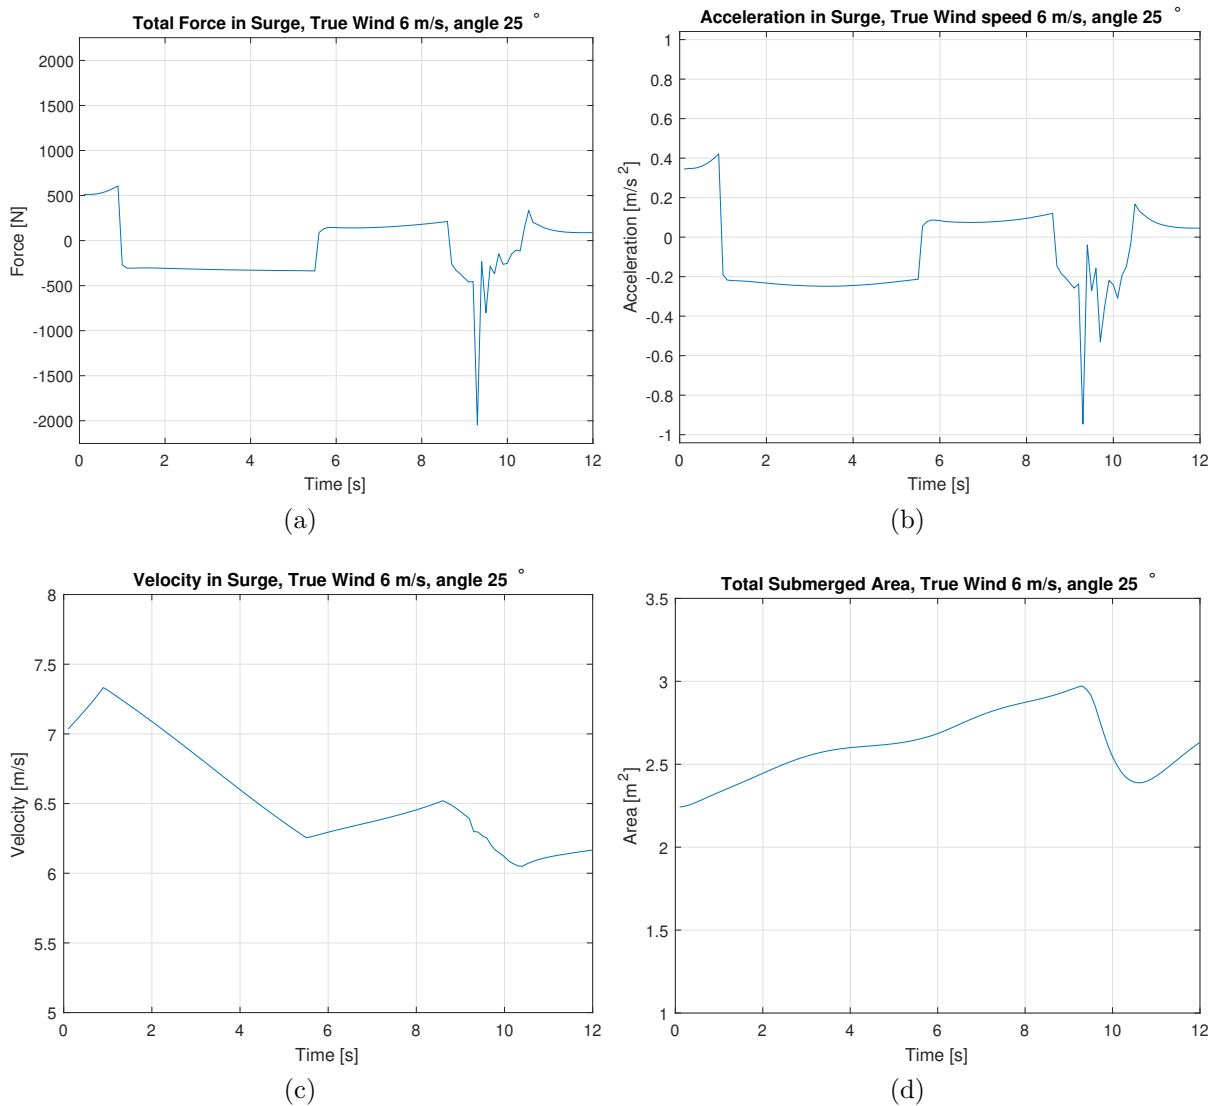 Total Force in Surge, True Wind 6 m/s, angle 25 °
2000
1500
1000
500
0
-500
-1000
-1500
-2000
Force [N]
0 2 4 6 8 10 12
Time [s]
(a)
Acceleration in Surge, True Wind speed 6 m/s, angle 25 °
1
0.8
0.6
0.4
0.2
0
-0.2
-0.4
-0.6
-0.8
-1
Acceleration [m/s²]
0 2 4 6 8 10 12
Time [s]
(b)
Velocity in Surge, True Wind 6 m/s, angle 25 °
8
7.5
7
6.5
6
5.5
5
Velocity [m/s]
0 2 4 6 8 10 12
Time [s]
(c)
Total Submerged Area, True Wind 6 m/s, angle 25 °
3.5
3
2.5
2
1.5
1
Area [m²]
0 2 4 6 8 10 12
Time [s]
(d)